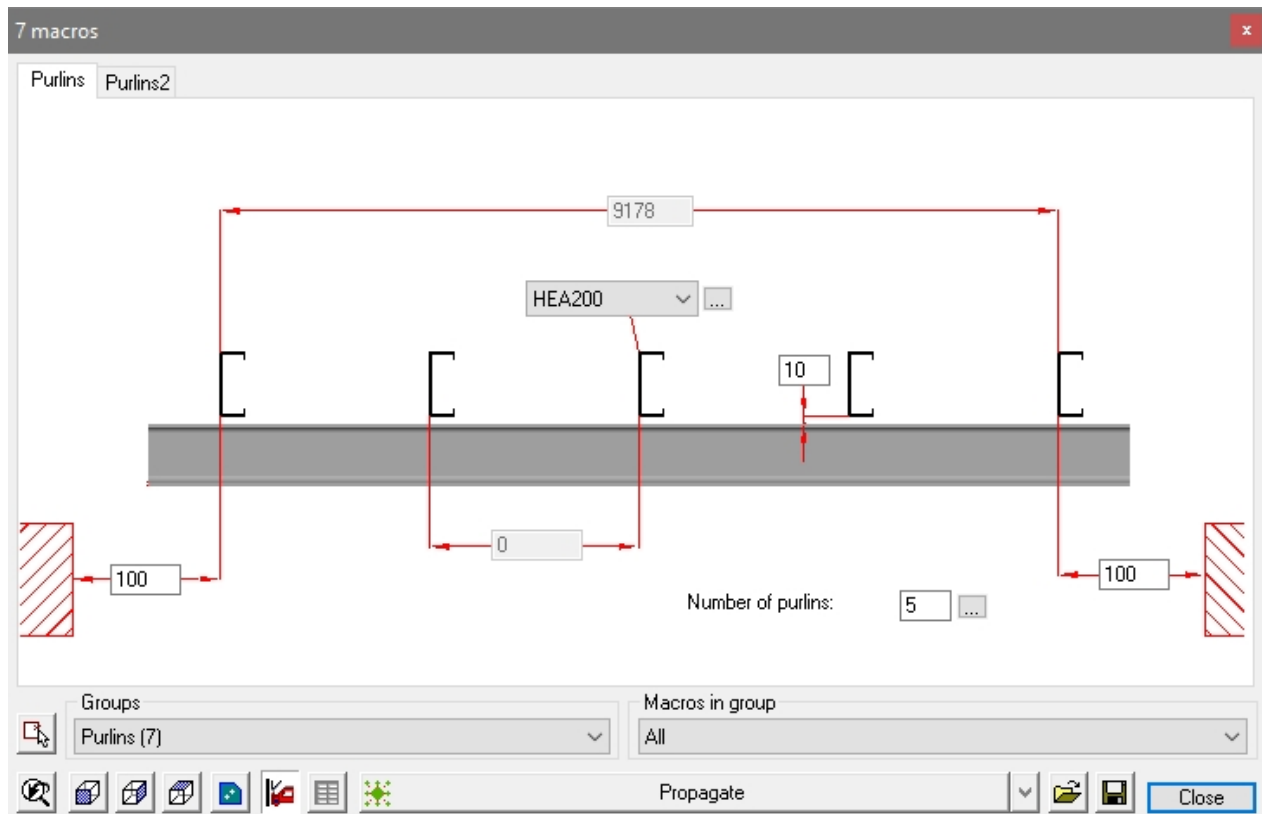 7 macros
x
Purlins
Purlins2
9178
HEA200
...
10
0
100
100
Number of purlins:
5
...
Groups
Macros in group
Purlins (7)
All
Propagate
Close